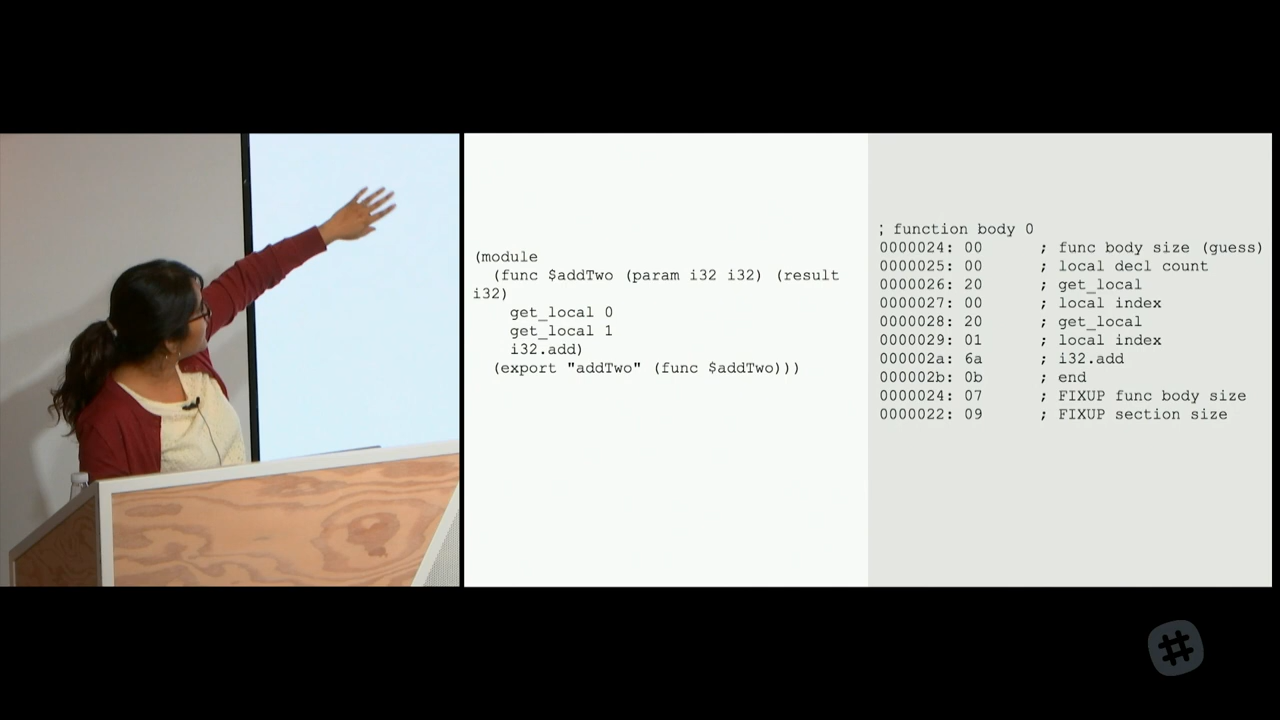 (module
(func $addTwo (param i32 i32) (result
i32)
get_local 0
get_local 1
i32.add)
(export "addTwo" (func $addTwo)))
; function body 0
0000024: 00 ; func body size (guess)
0000025: 00 ; local decl count
0000026: 20 ; get_local
0000027: 00 ; local index
0000028: 20 ; get_local
0000029: 01 ; local index
000002a: 6a ; i32.add
000002b: 0b ; end
0000024: 07 ; FIXUP func body size
0000022: 09 ; FIXUP section size
#